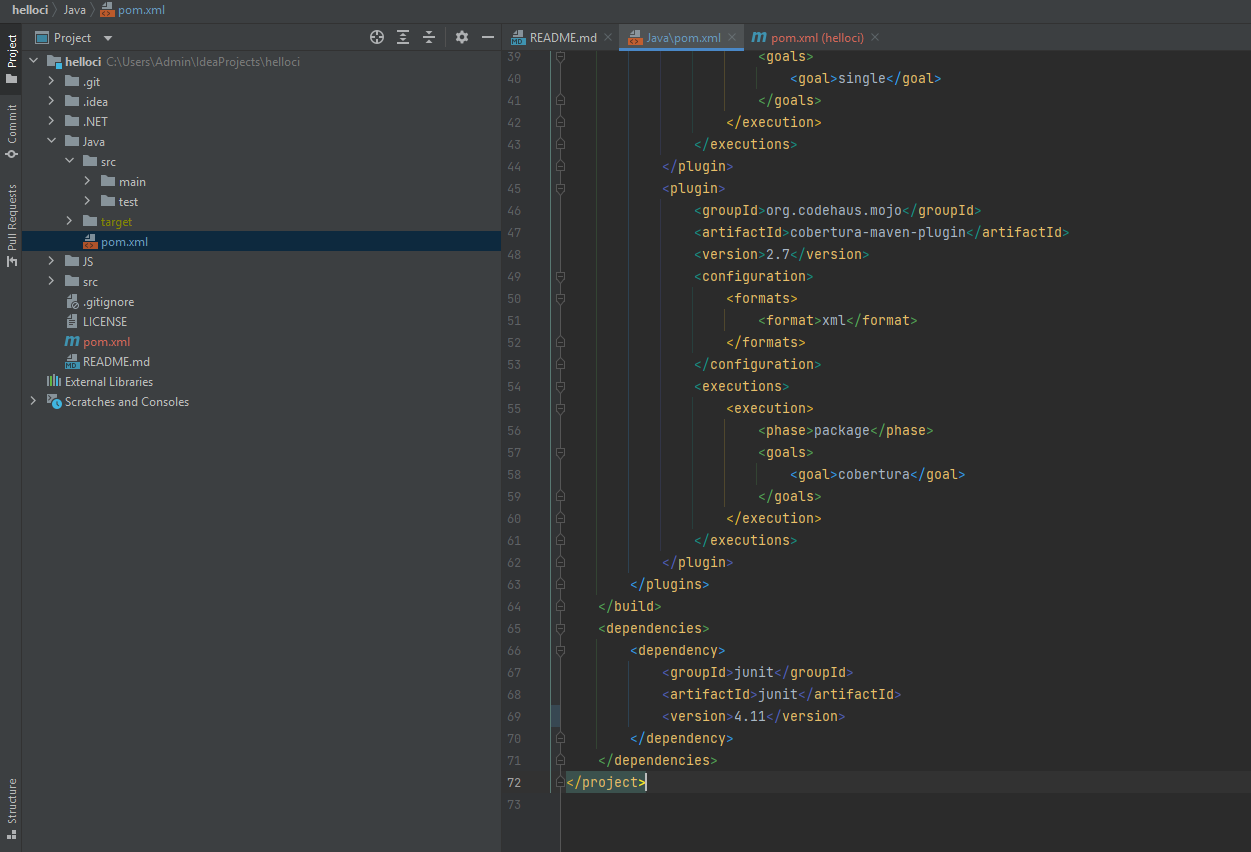 helloci
Java
pom.xml
Project
README.md
Java\pom.xml
pom.xml (helloci)
Project
Commit
Pull Requests
Structure
helloci C:\Users\Admin\IdeaProjects\helloci
.git
.idea
.NET
Java
src
main
test
target
pom.xml
JS
src
.gitignore
LICENSE
m pom.xml
README.md
External Libraries
Scratches and Consoles
39 <goals>
40 <goal>single</goal>
41 </goals>
42 </execution>
43 </executions>
44 </plugin>
45 <plugin>
46 <groupId>org.codehaus.mojo</groupId>
47 <artifactId>cobertura-maven-plugin</artifactId>
48 <version>2.7</version>
49 <configuration>
50 <formats>
51 <format>xml</format>
52 </formats>
53 </configuration>
54 <executions>
55 <execution>
56 <phase>package</phase>
57 <goals>
58 <goal>cobertura</goal>
59 </goals>
60 </execution>
61 </executions>
62 </plugin>
63 </plugins>
64 </build>
65 <dependencies>
66 <dependency>
67 <groupId>junit</groupId>
68 <artifactId>junit</artifactId>
69 <version>4.11</version>
70 </dependency>
71 </dependencies>
72 </project>
73